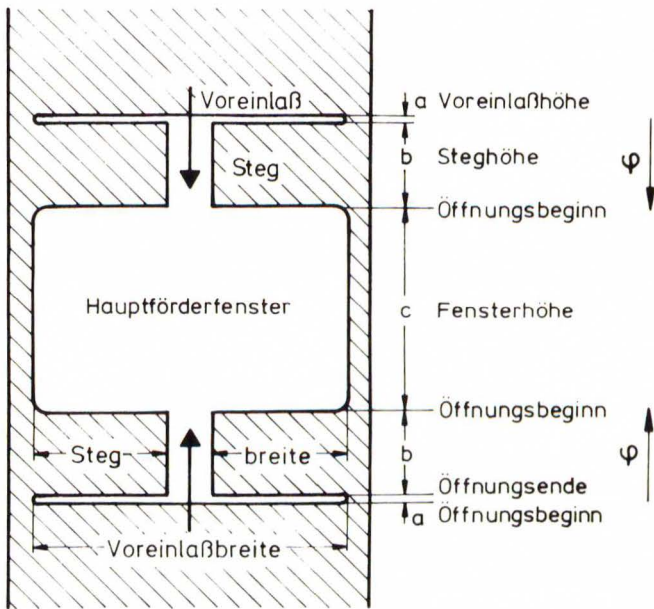 Voreinlaß
a Voreinlaßhöhe
Steg
b Steghöhe
φ
Öffnungsbeginn
Hauptförderfenster
c Fensterhöhe
Öffnungsbeginn
Steg breite
b
φ
Öffnungsende
a Öffnungsbeginn
Voreinlaßbreite